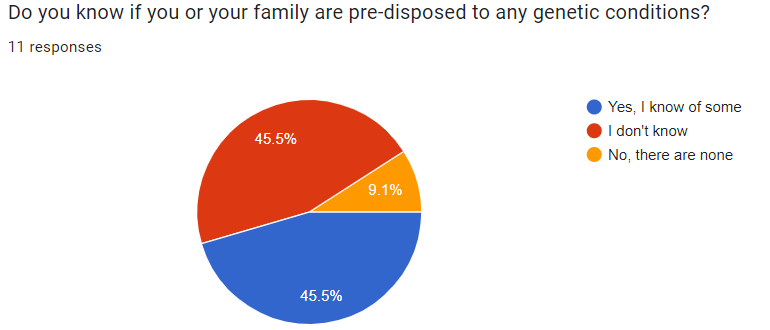 Do you know if you or your family are pre-disposed to any genetic conditions?
11 responses
Yes, I know of some
I don't know
No, there are none
45.5%
9.1%
45.5%